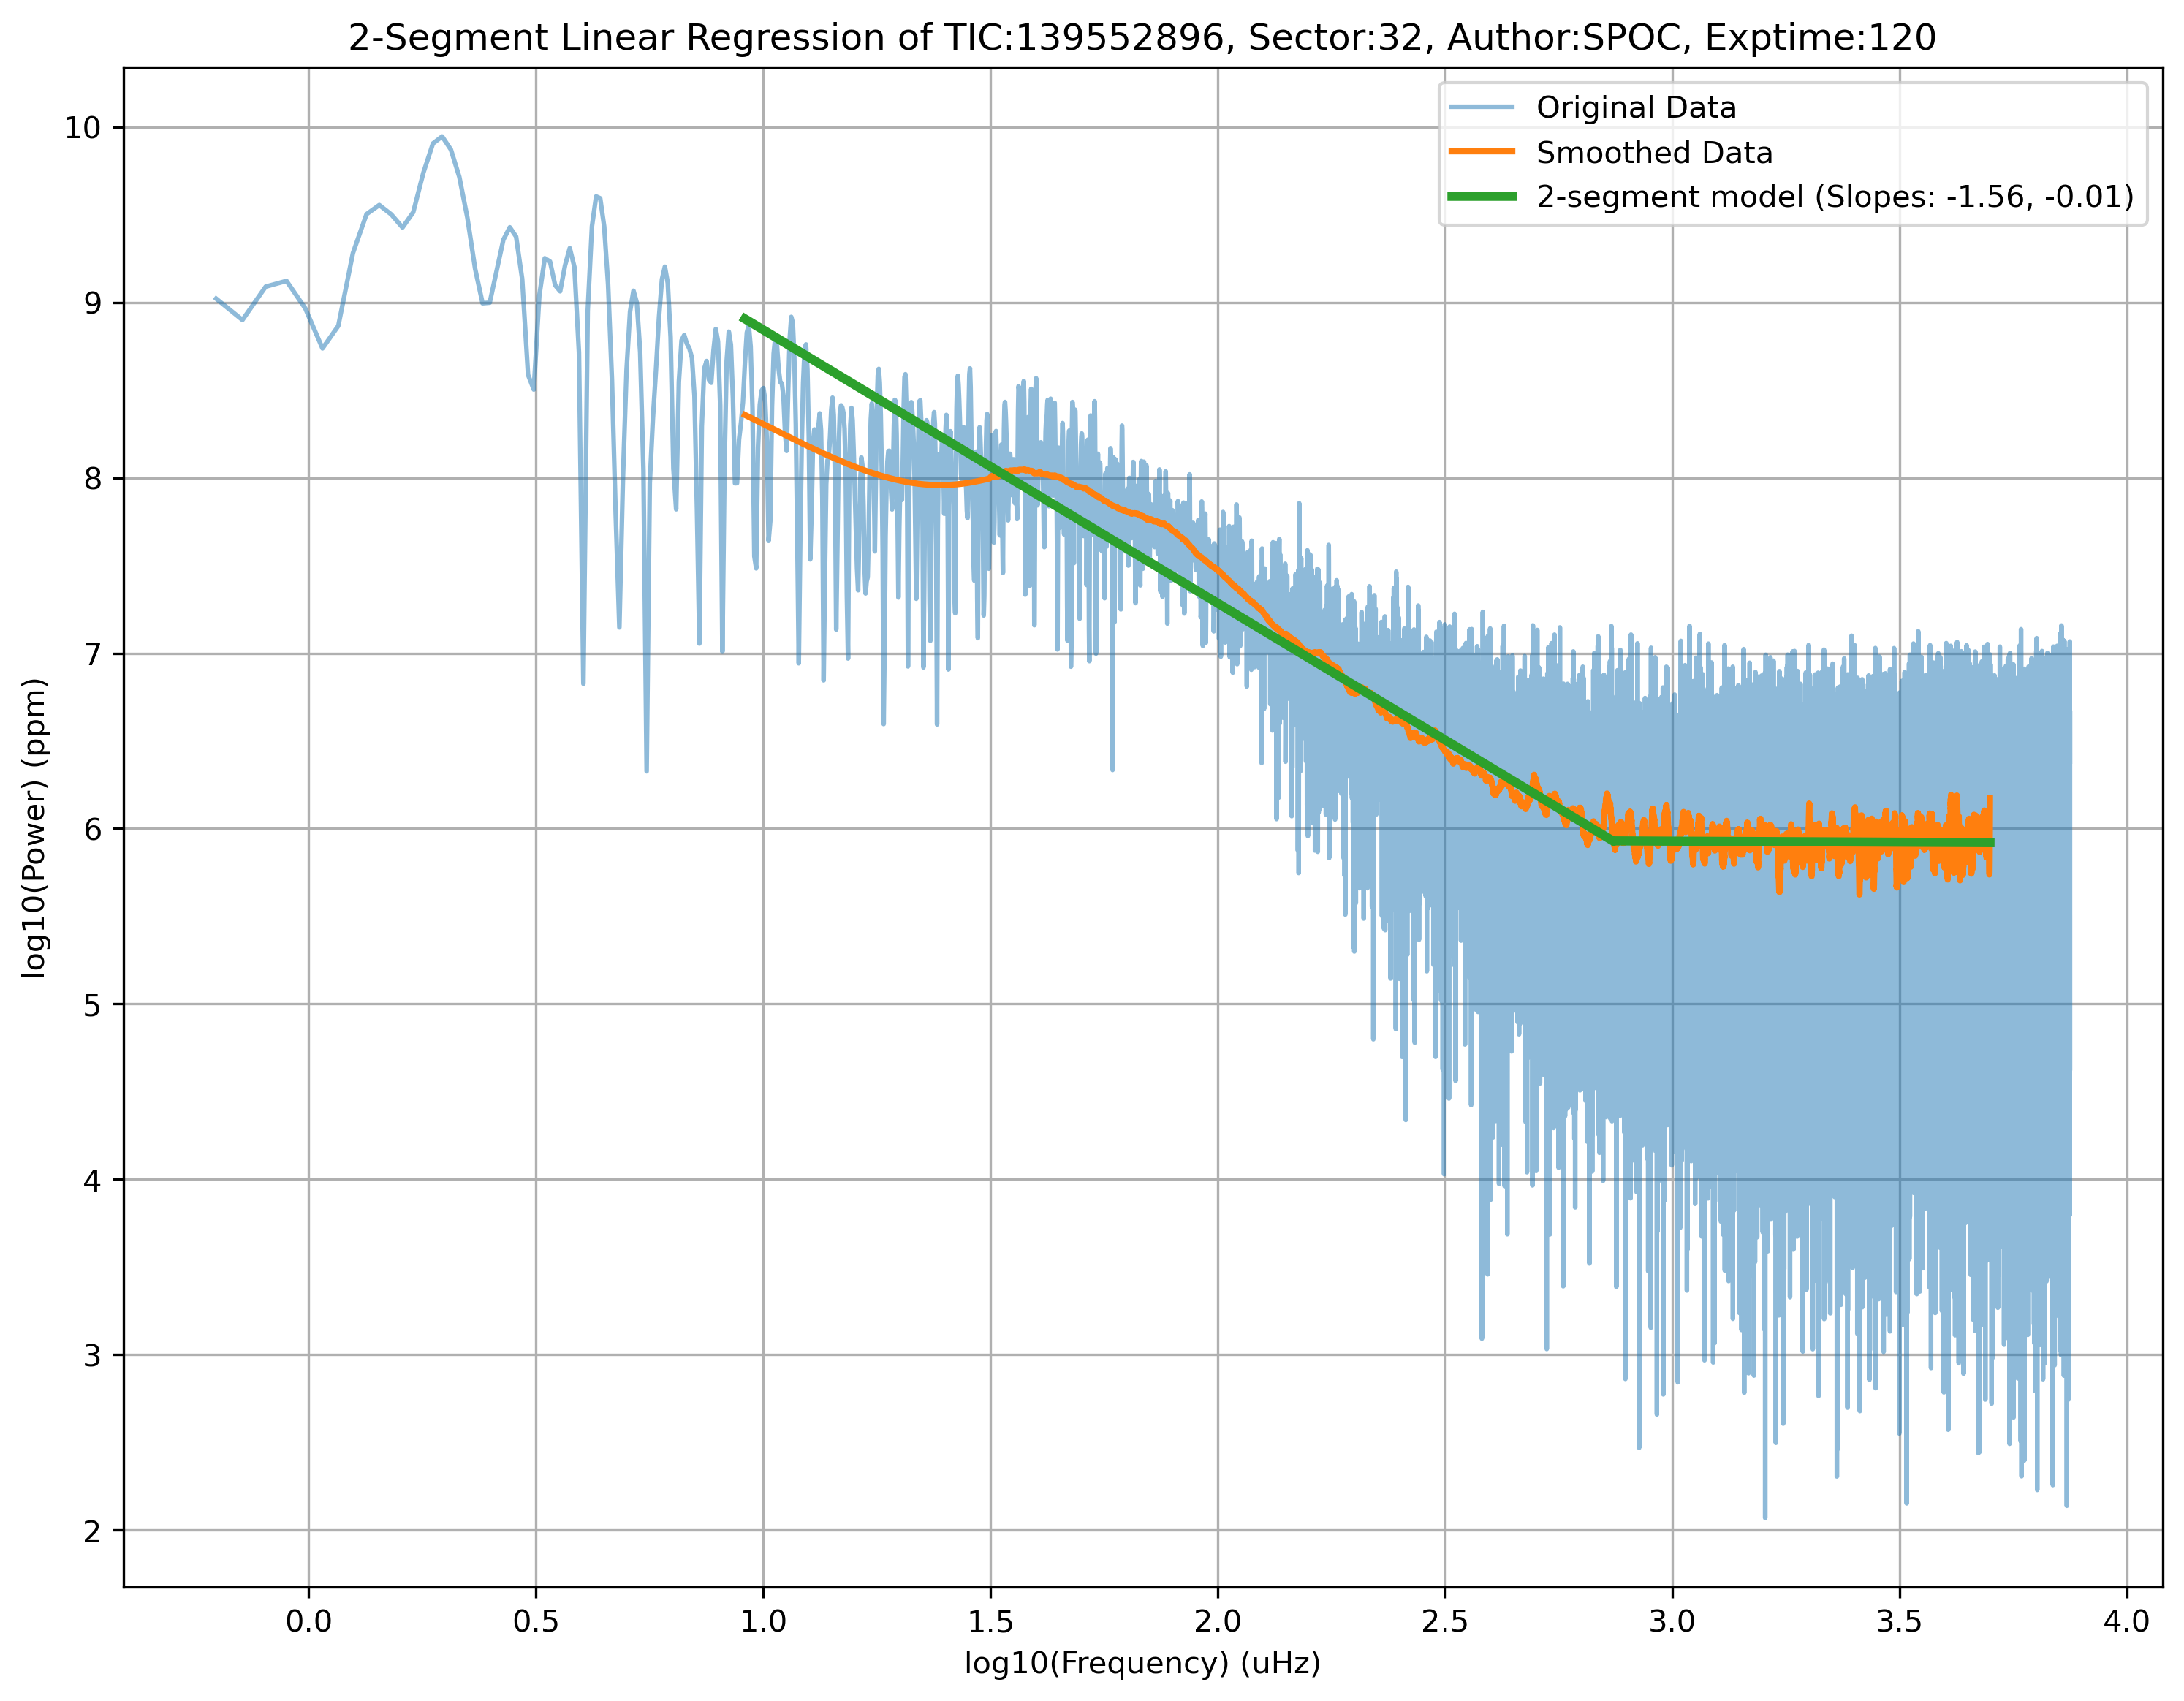 2-Segment Linear Regression of TIC:139552896, Sector:32, Author:SPOC, Exptime:120
Original Data
Smoothed Data
2-segment model (Slopes: -1.56, -0.01)
log10(Power) (ppm)
10
9
8
7
6
5
4
3
2
0.0 0.5 1.0 1.5 2.0 2.5 3.0 3.5 4.0
log10(Frequency) (uHz)